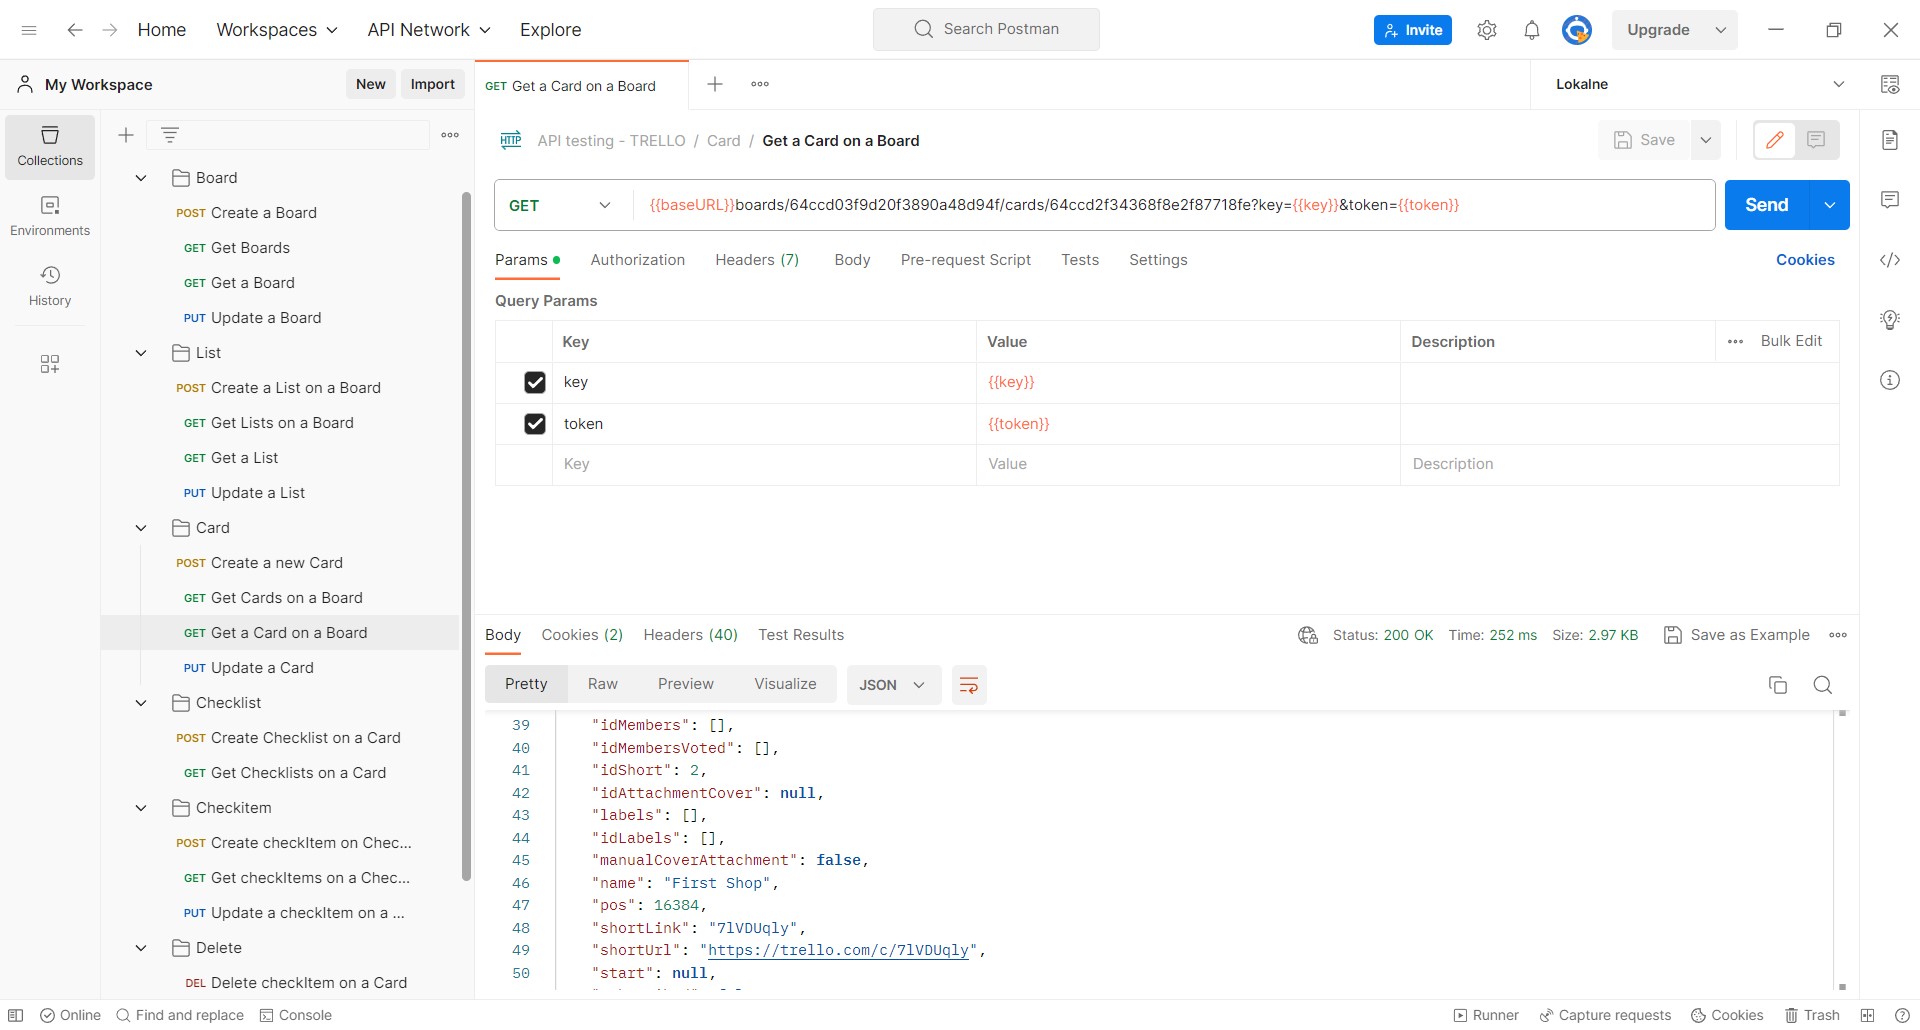 Home
Workspaces
API Network
Explore
Search Postman
Invite
Upgrade
My Workspace
New
Import
GET Get a Card on a Board
Lokalne
Collections
Environments
History
Board
POST Create a Board
GET Get Boards
GET Get a Board
PUT Update a Board
List
POST Create a List on a Board
GET Get Lists on a Board
GET Get a List
PUT Update a List
Card
POST Create a new Card
GET Get Cards on a Board
GET Get a Card on a Board
PUT Update a Card
Checklist
POST Create Checklist on a Card
GET Get Checklists on a Card
Checkitem
POST Create checkItem on Chec...
GET Get checkItems on a Chec...
PUT Update a checkItem on a ...
Delete
DEL Delete checkItem on a Card
HTTP API testing - TRELLO / Card / Get a Card on a Board
Save
GET {{baseURL}}boards/64ccd03f9d20f3890a48d94f/cards/64ccd2f34368f8e2f87718fe?key={{key}}&token={{token}}
Send
Params Authorization Headers (7) Body Pre-request Script Tests Settings
Cookies
Query Params
Key Value Description Bulk Edit
key {{key}}
token {{token}}
Key Value Description
Body Cookies (2) Headers (40) Test Results
Status: 200 OK Time: 252 ms Size: 2.97 KB Save as Example
Pretty Raw Preview Visualize JSON
39 "idMembers": [],
40 "idMembersVoted": [],
41 "idShort": 2,
42 "idAttachmentCover": null,
43 "labels": [],
44 "idLabels": [],
45 "manualCoverAttachment": false,
46 "name": "First Shop",
47 "pos": 16384,
48 "shortLink": "7lVDUqly",
49 "shortUrl": "https://trello.com/c/7lVDUqly",
50 "start": null,
Online Find and replace Console
Runner Capture requests Cookies Trash